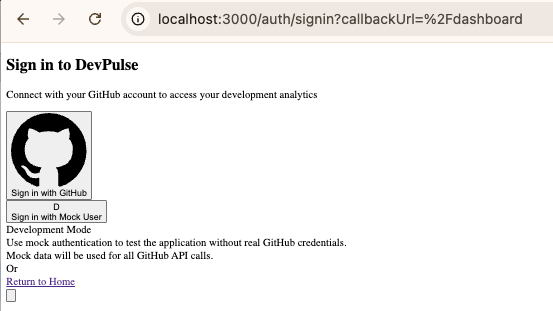 localhost:3000/auth/signin?callbackUrl=%2Fdashboard
Sign in to DevPulse
Connect with your GitHub account to access your development analytics
Sign in with GitHub
D
Sign in with Mock User
Development Mode
Use mock authentication to test the application without real GitHub credentials.
Mock data will be used for all GitHub API calls.
Or
Return to Home